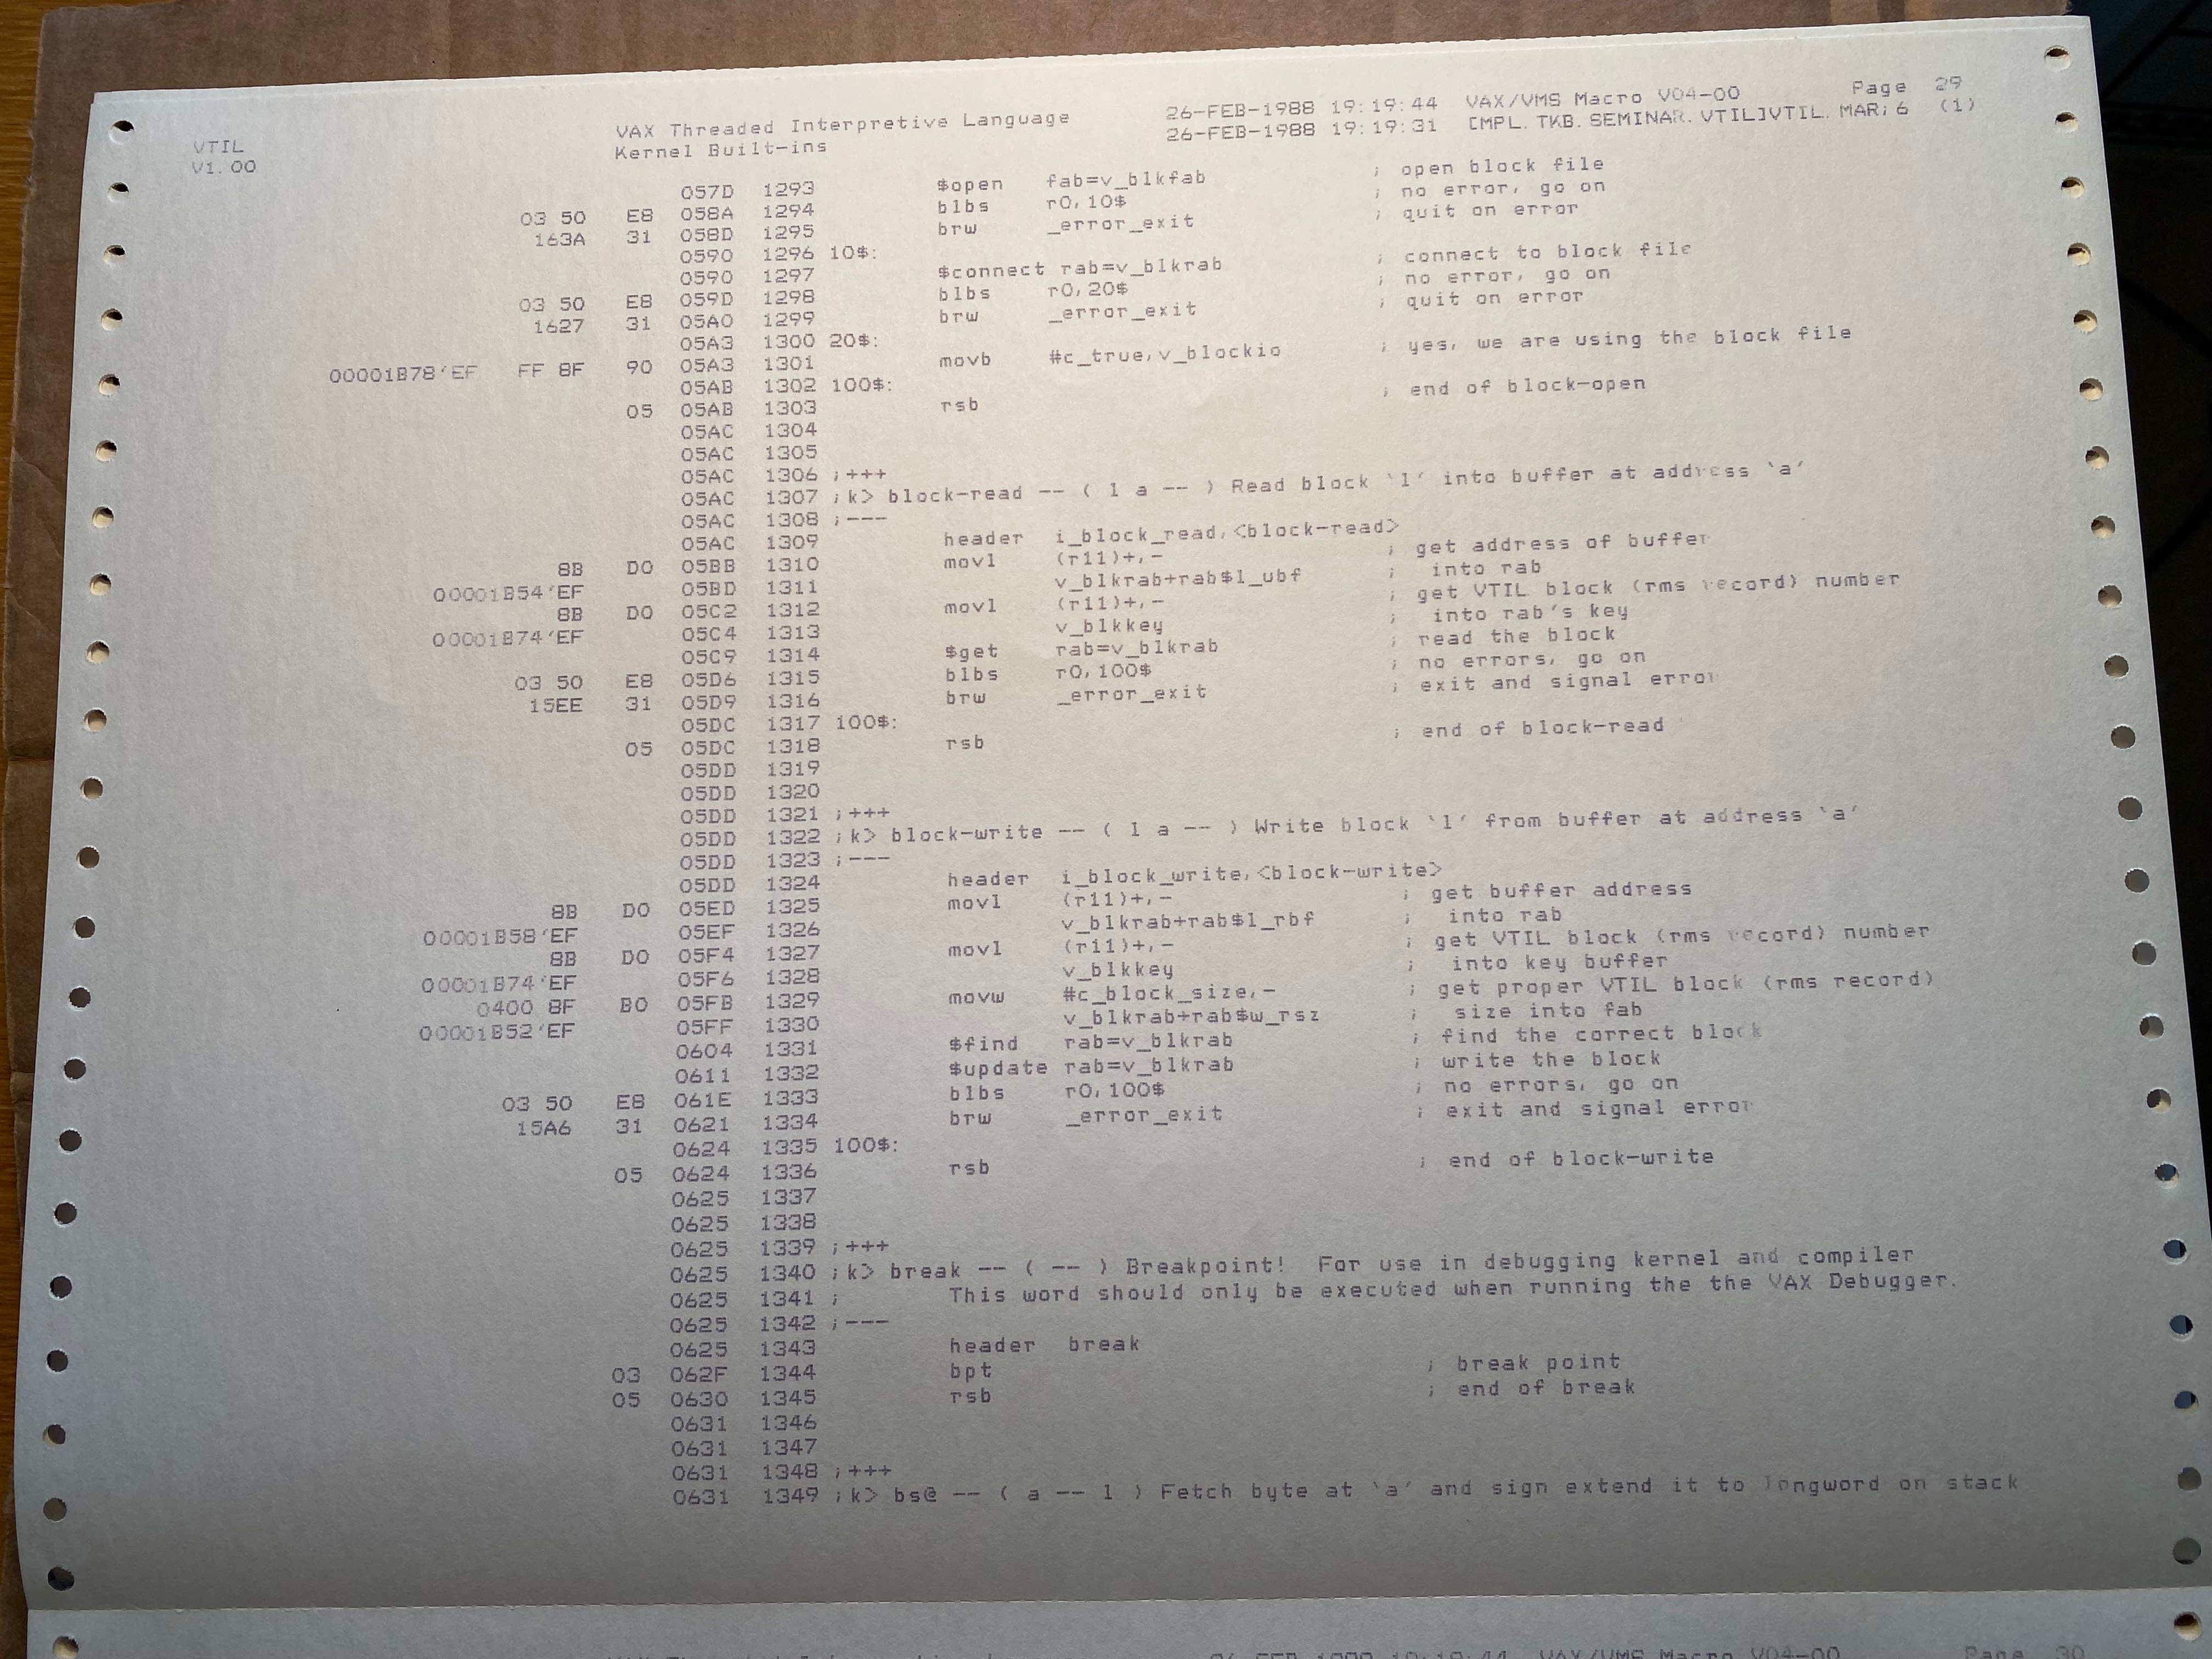 VTIL VAX Threaded Interpretive Language 26-FEB-1988 19:19:44 VAX/VMS Macro V04-00 Page 29
V1.00 Kernel Built-ins 26-FEB-1988 19:19:31 [MPL.TKB.SEMINAR.VTIL]VTIL.MAR;6 (1)
057D 1293 $open fab=v_blkfab ; open block file
03 50 E8 058A 1294 blbs r0,10$ ; no error, go on
163A 31 058D 1295 brw _error_exit ; quit on error
0590 1296 10$:
0590 1297 $connect rab=v_blkrab ; connect to block file
03 50 E8 059D 1298 blbs r0,20$ ; no error, go on
1627 31 05A0 1299 brw _error_exit ; quit on error
05A3 1300 20$:
00001B78'EF FF 8F 90 05A3 1301 movb #c_true,v_blockio ; yes, we are using the block file
05AB 1302 100$:
05 05AB 1303 rsb ; end of block-open
05AC 1304
05AC 1305
05AC 1306 ;+++
05AC 1307 ;k> block-read -- ( l a -- ) Read block `l' into buffer at address `a'
05AC 1308 ;---
05AC 1309 header i_block_read,<block-read>
8B D0 05BB 1310 movl (r11)+,- ; get address of buffer
00001B54'EF 05BD 1311 v_blkrab+rab$l_ubf ; into rab
8B D0 05C2 1312 movl (r11)+,- ; get VTIL block (rms record) number
00001B74'EF 05C4 1313 v_blkkey ; into rab's key
05C9 1314 $get rab=v_blkrab ; read the block
03 50 E8 05D6 1315 blbs r0,100$ ; no errors, go on
15EE 31 05D9 1316 brw _error_exit ; exit and signal error
05DC 1317 100$:
05 05DC 1318 rsb ; end of block-read
05DD 1319
05DD 1320
05DD 1321 ;+++
05DD 1322 ;k> block-write -- ( l a -- ) Write block `l' from buffer at address `a'
05DD 1323 ;---
05DD 1324 header i_block_write,<block-write>
8B D0 05ED 1325 movl (r11)+,- ; get buffer address
00001B58'EF 05EF 1326 v_blkrab+rab$l_rbf ; into rab
8B D0 05F4 1327 movl (r11)+,- ; get VTIL block (rms record) number
00001B74'EF 05F6 1328 v_blkkey ; into key buffer
0400 8F B0 05FB 1329 movw #c_block_size,- ; get proper VTIL block (rms record)
00001B52'EF 05FF 1330 v_blkrab+rab$w_rsz ; size into fab
0604 1331 $find rab=v_blkrab ; find the correct block
0611 1332 $update rab=v_blkrab ; write the block
03 50 E8 061E 1333 blbs r0,100$ ; no errors, go on
15A6 31 0621 1334 brw _error_exit ; exit and signal error
0624 1335 100$:
05 0624 1336 rsb ; end of block-write
0625 1337
0625 1338
0625 1339 ;+++
0625 1340 ;k> break -- ( -- ) Breakpoint! For use in debugging kernel and compiler
0625 1341 ; This word should only be executed when running the the VAX Debugger.
0625 1342 ;---
0625 1343 header break
03 062F 1344 bpt ; break point
05 0630 1345 rsb ; end of break
0631 1346
0631 1347
0631 1348 ;+++
0631 1349 ;k> bs@ -- ( a -- l ) Fetch byte at `a' and sign extend it to longword on stack
19:19:44 VAX/VMS Macro V04-00 Page 30